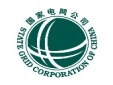 国家电网公司
STATE GRID CORPORATION OF CHINA